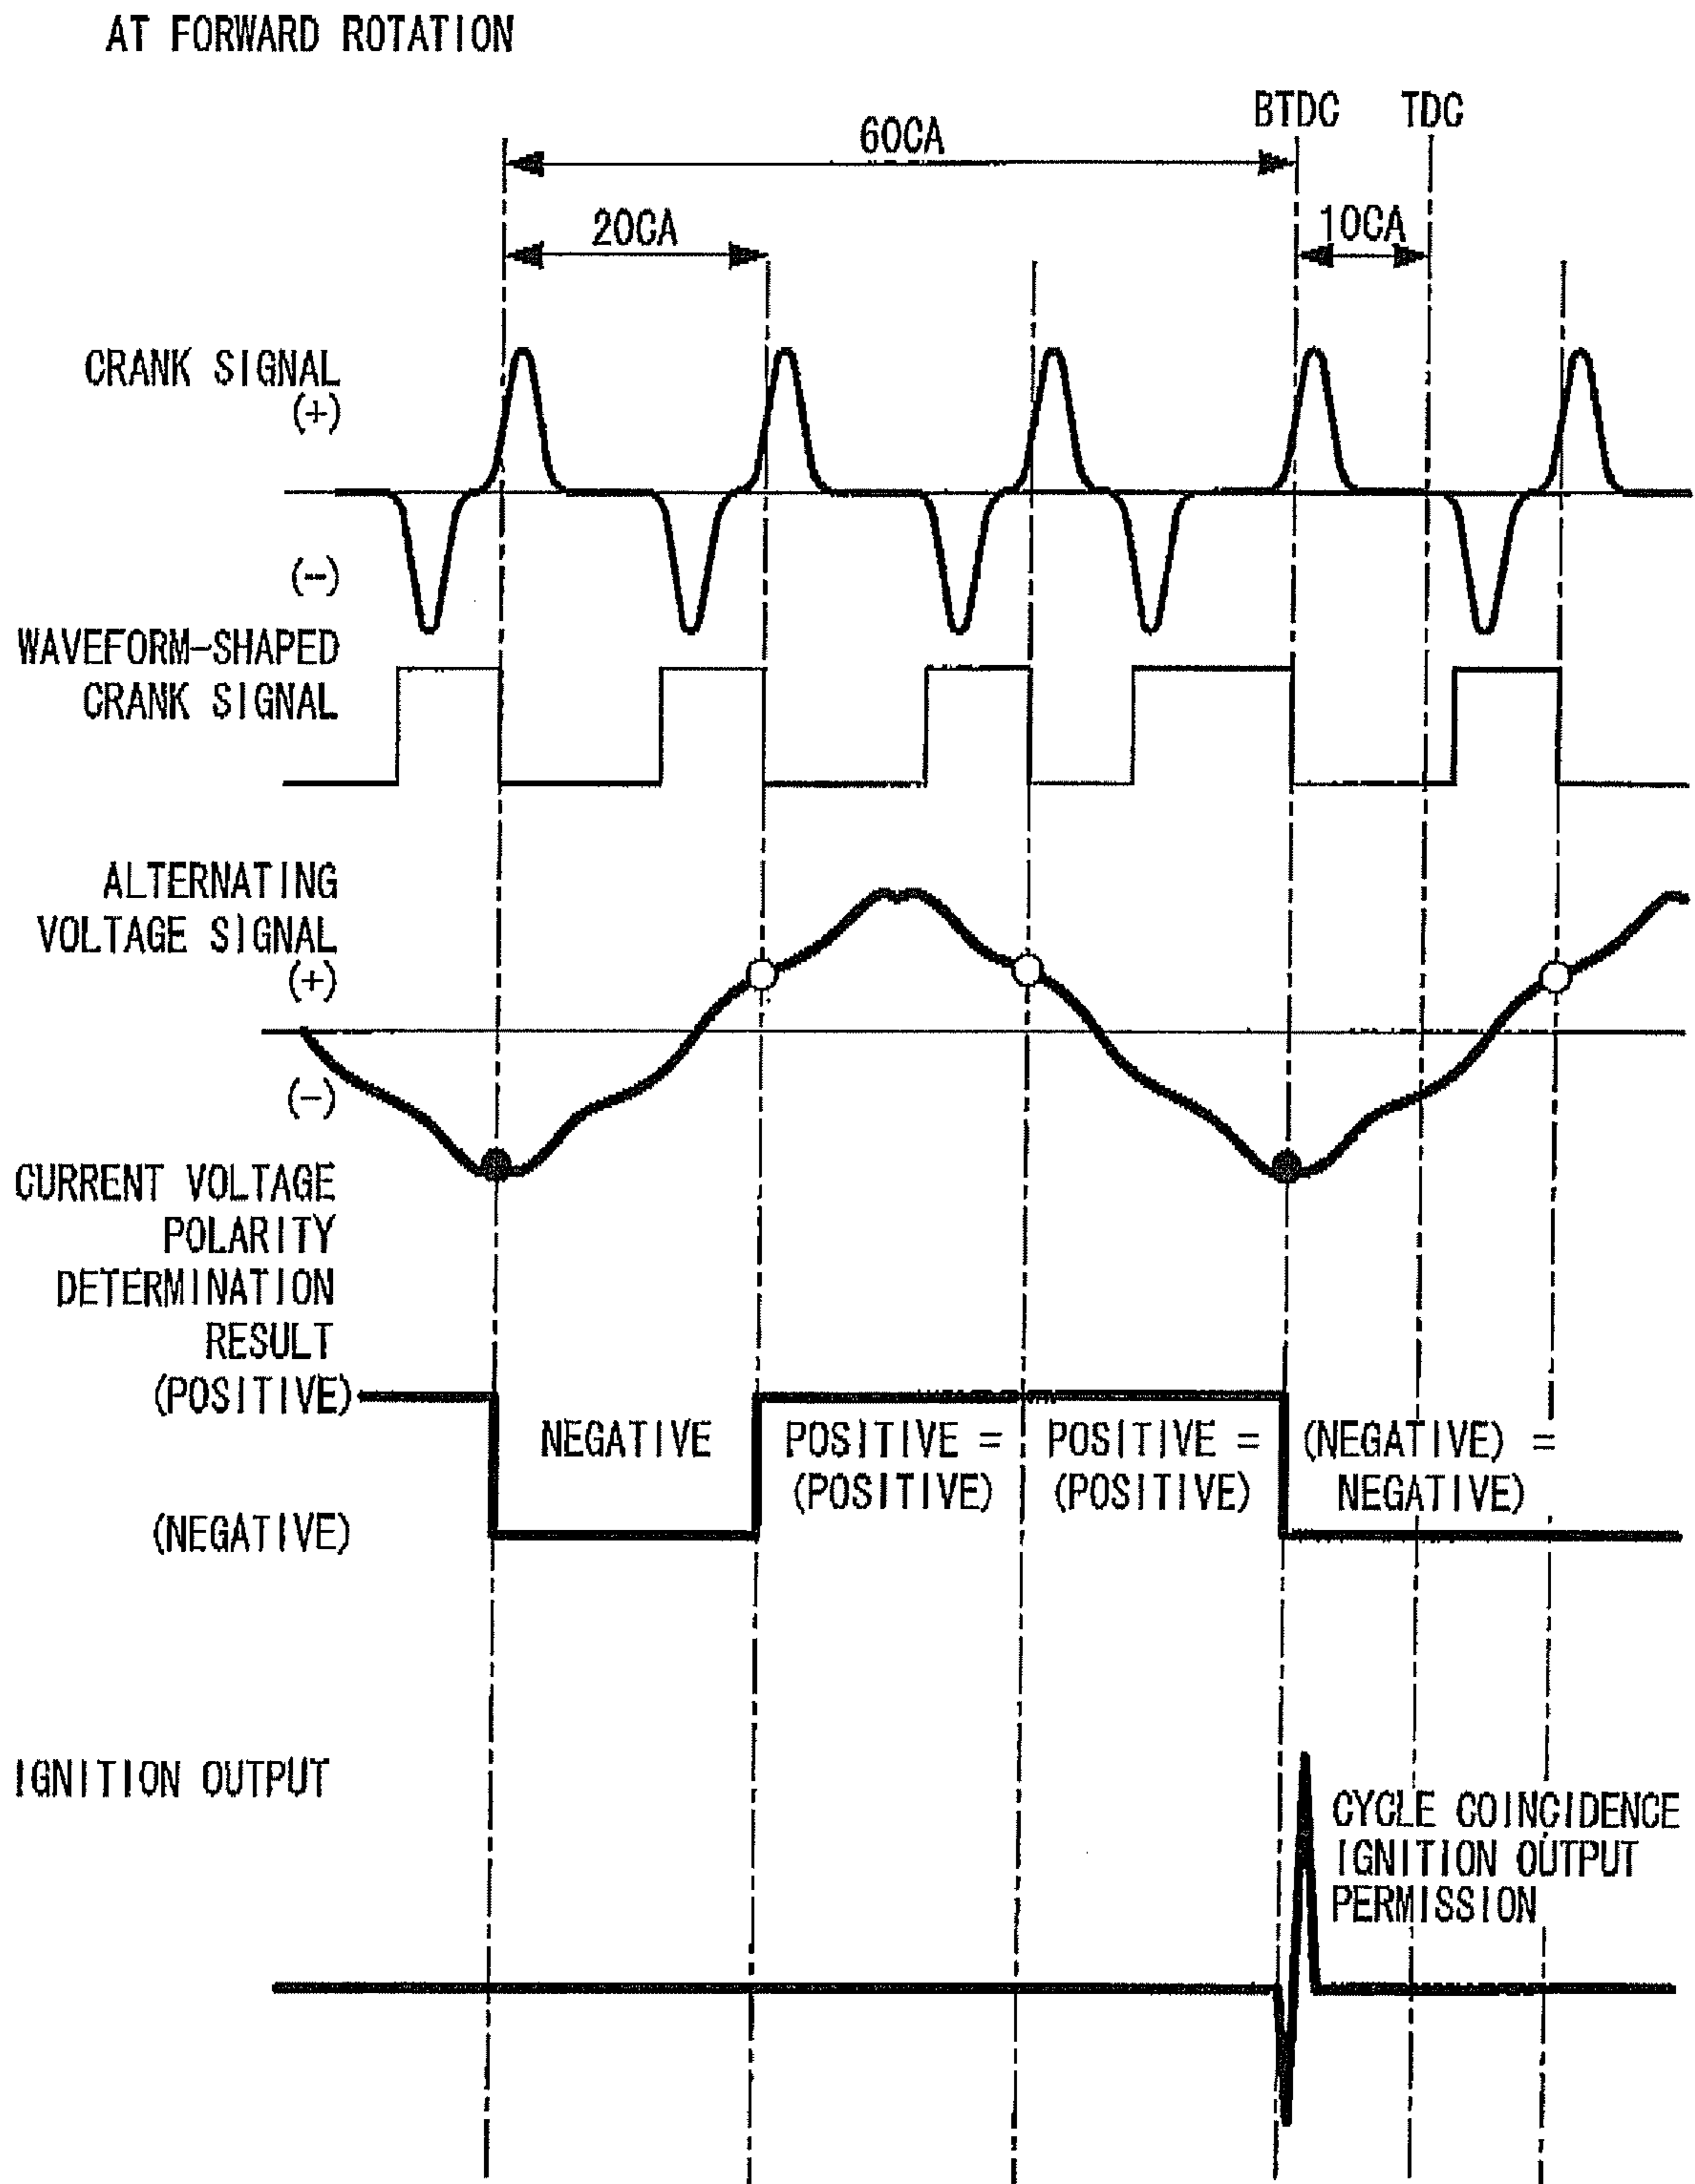 AT FORWARD ROTATION
BTDC TDC
60CA
20CA
10CA
CRANK SIGNAL
(+)
(-)
WAVEFORM-SHAPED
CRANK SIGNAL
ALTERNATING
VOLTAGE SIGNAL
(+)
(-)
CURRENT VOLTAGE
POLARITY
DETERMINATION
RESULT
(POSITIVE)
NEGATIVE
POSITIVE =
(POSITIVE)
POSITIVE =
(POSITIVE)
(NEGATIVE) =
NEGATIVE)
(NEGATIVE)
IGNITION OUTPUT
CYCLE COINCIDENCE
IGNITION OUTPUT
PERMISSION